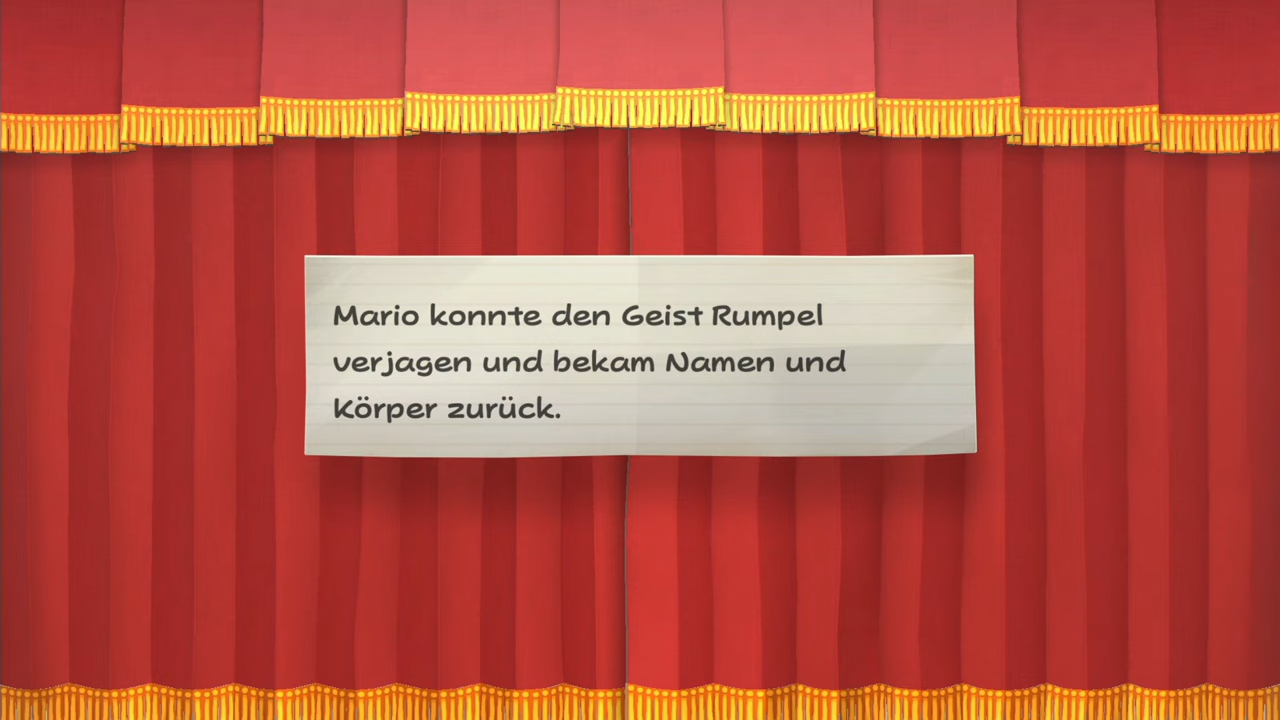 Mario konnte den Geist Rumpel
verjagen und bekam Namen und
Körper zurück.